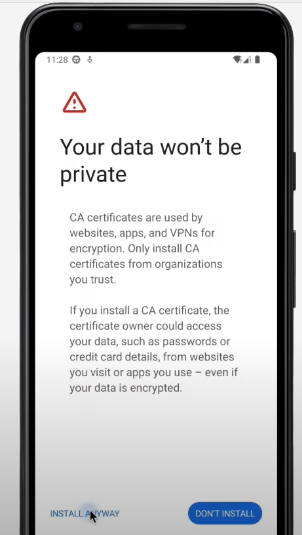 11:28
Your data won't be
private
CA certificates are used by
websites, apps, and VPNs for
encryption. Only install CA
certificates from organizations
you trust.
If you install a CA certificate, the
certificate owner could access
your data, such as passwords or
credit card details, from websites
you visit or apps you use – even if
your data is encrypted.
INSTALL ANYWAY
DON'T INSTALL